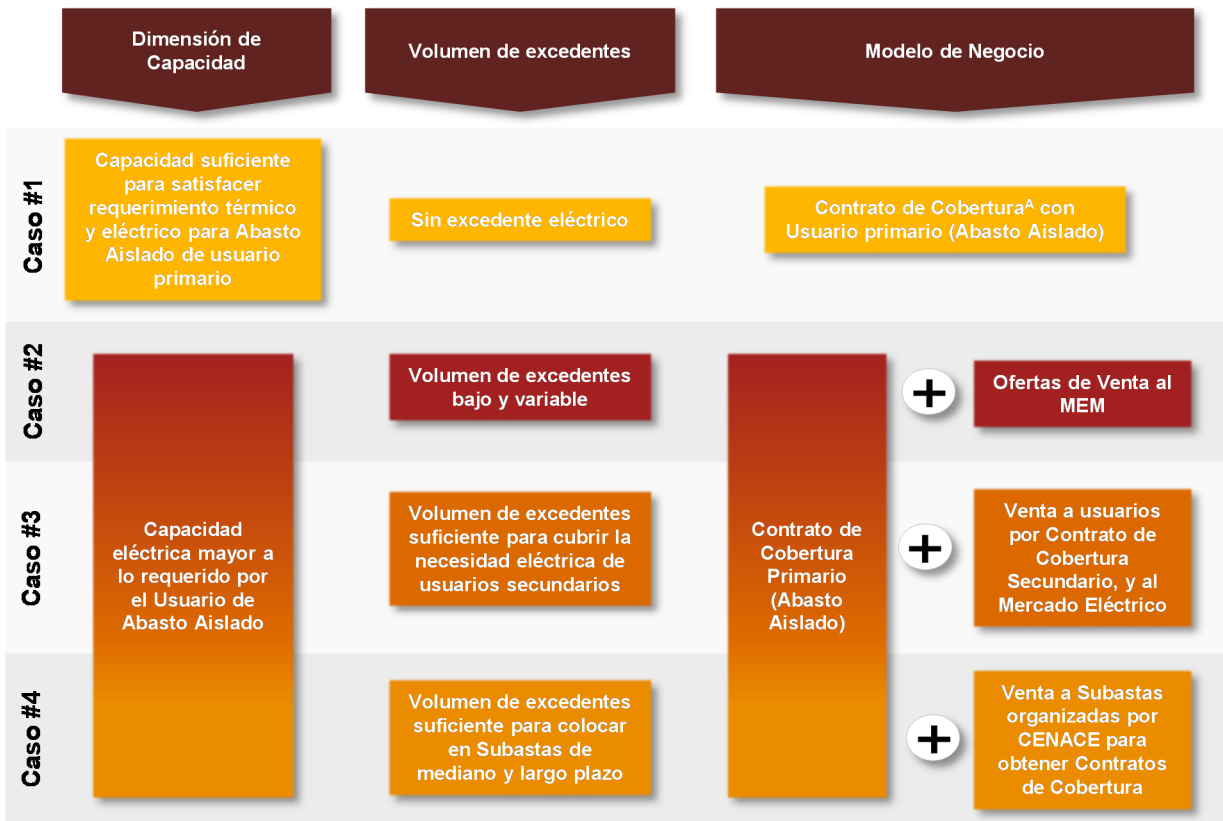 Dimensión de
Capacidad
Volumen de excedentes
Modelo de Negocio
Caso #1
Capacidad suficiente
para satisfacer
requerimiento térmico
y eléctrico para Abasto
Aislado de usuario
primario
Sin excedente eléctrico
Contrato de Coberturaᴬ con
Usuario primario (Abasto Aislado)
Caso #2
Volumen de excedentes
bajo y variable
+
Ofertas de Venta al
MEM
Caso #3
Capacidad
eléctrica mayor a
lo requerido por
el Usuario de
Abasto Aislado
Volumen de excedentes
suficiente para cubrir la
necesidad eléctrica de
usuarios secundarios
Contrato de
Cobertura
Primario
(Abasto
Aislado)
+
Venta a usuarios
por Contrato de
Cobertura
Secundario, y al
Mercado Eléctrico
Caso #4
Volumen de excedentes
suficiente para colocar
en Subastas de
mediano y largo plazo
+
Venta a Subastas
organizadas por
CENACE para
obtener Contratos
de Cobertura